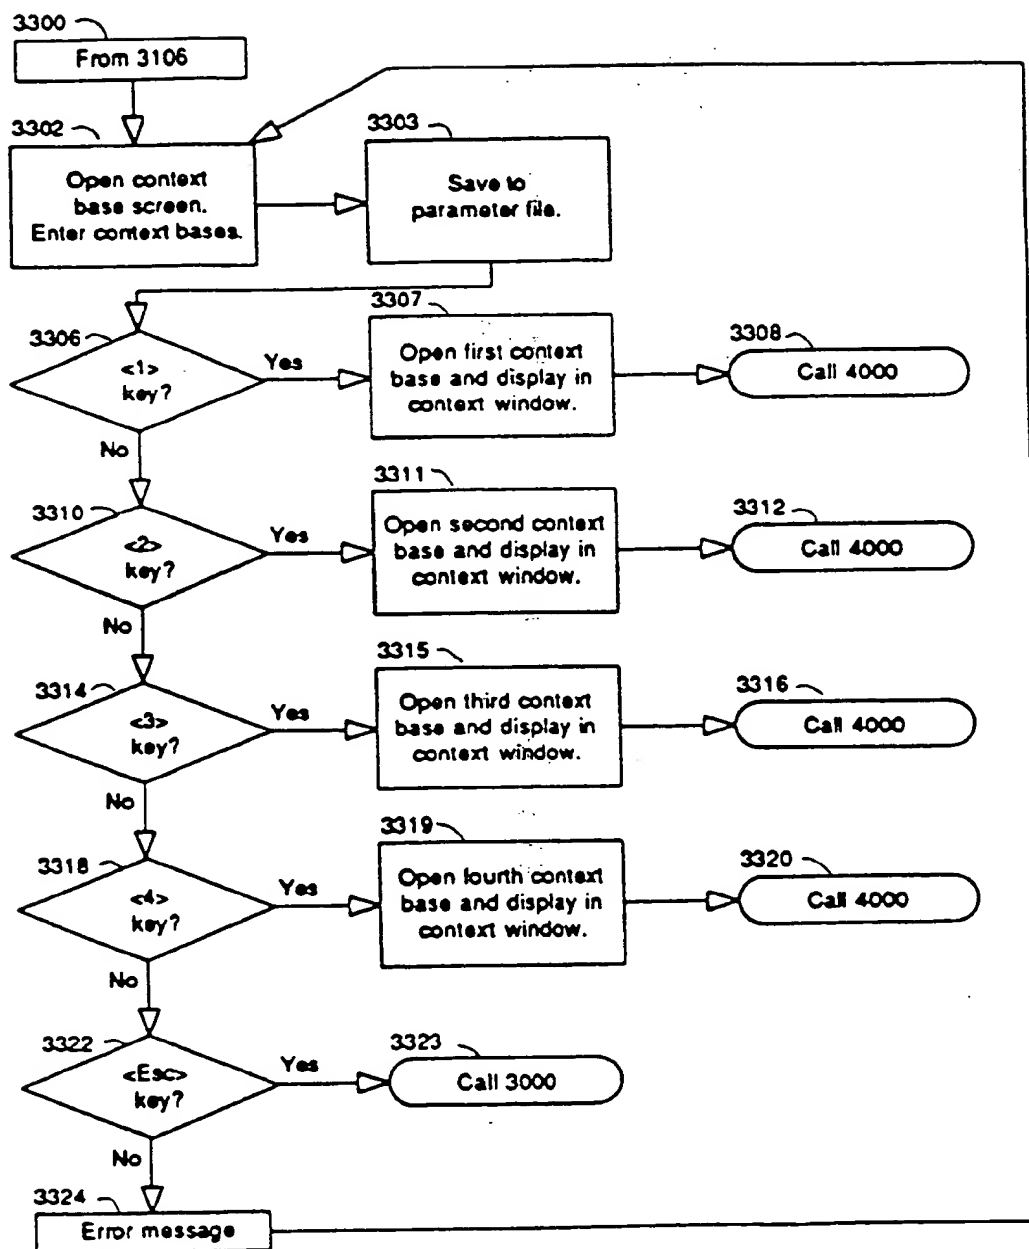 3300
From 3106
3302
Open context
base screen.
Enter context bases.
3303
Save to
parameter file.
3306
<1>
key?
Yes
No
3307
Open first context
base and display in
context window.
3308
Call 4000
3310
<2>
key?
Yes
No
3311
Open second context
base and display in
context window.
3312
Call 4000
3314
<3>
key?
Yes
No
3315
Open third context
base and display in
context window.
3316
Call 4000
3318
<4>
key?
Yes
No
3319
Open fourth context
base and display in
context window.
3320
Call 4000
3322
<Esc>
key?
Yes
No
3323
Call 3000
3324
Error message